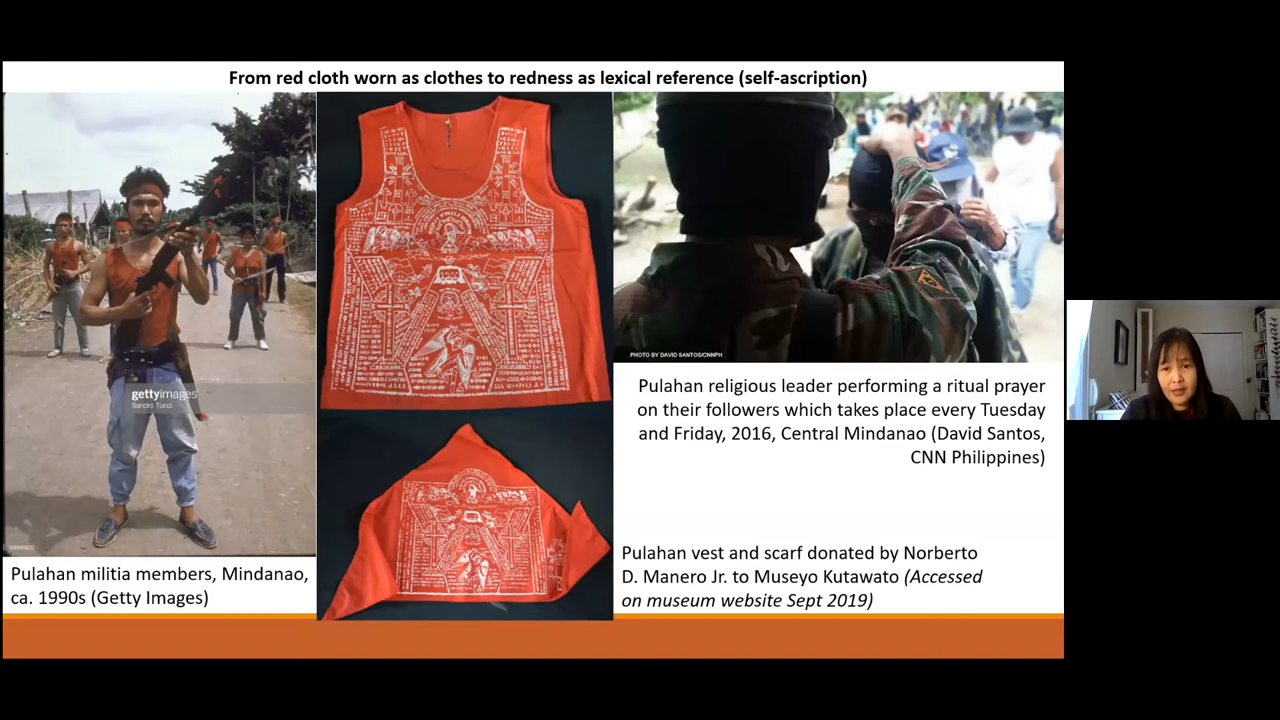 From red cloth worn as clothes to redness as lexical reference (self-ascription)
gettyimages
Sandro Tucci
Pulahan militia members, Mindanao,
ca. 1990s (Getty Images)
PHOTO BY DAVID SANTOS/CNNPH
Pulahan religious leader performing a ritual prayer
on their followers which takes place every Tuesday
and Friday, 2016, Central Mindanao (David Santos,
CNN Philippines)
Pulahan vest and scarf donated by Norberto
D. Manero Jr. to Museyo Kutawato (Accessed
on museum website Sept 2019)